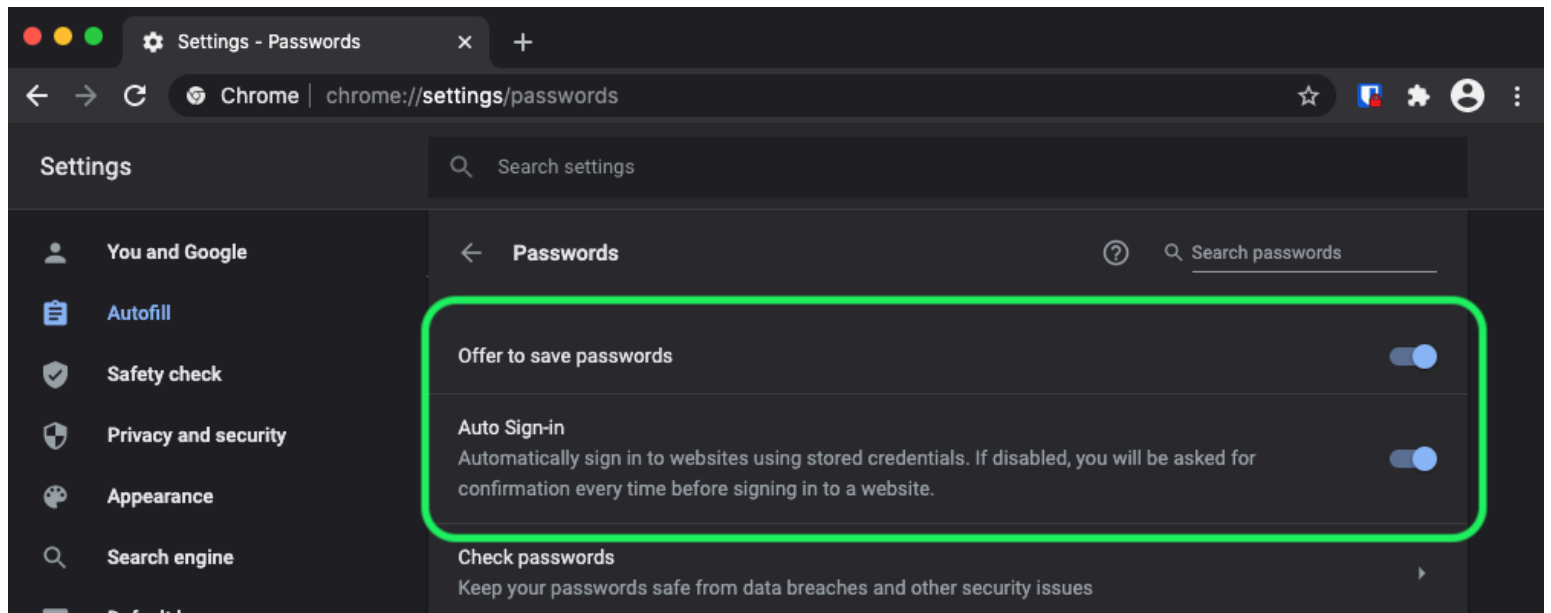 Settings - Passwords
Chrome | chrome://settings/passwords
Settings
Search settings
You and Google
Autofill
Safety check
Privacy and security
Appearance
Search engine
Passwords
Search passwords
Offer to save passwords
Auto Sign-in
Automatically sign in to websites using stored credentials. If disabled, you will be asked for
confirmation every time before signing in to a website.
Check passwords
Keep your passwords safe from data breaches and other security issues